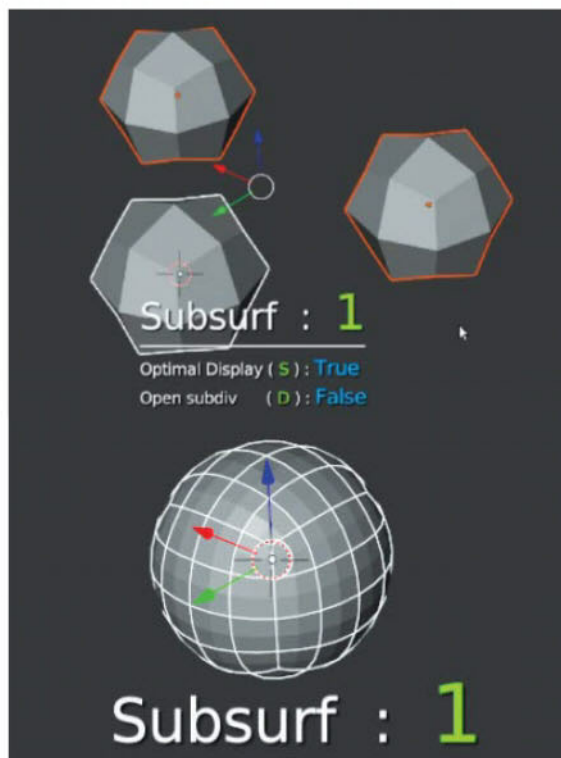 Subsurf : 1
Optimal Display ( S ) : True
Open subdiv ( D ) : False
Subsurf : 1